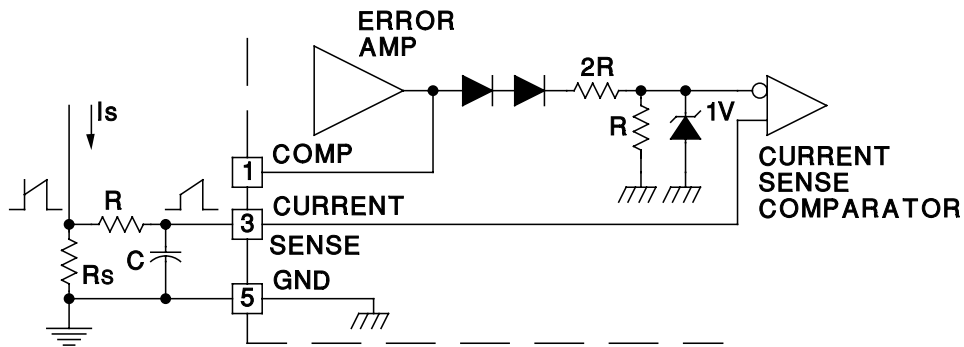 ERROR
AMP
2R
Is
R
1V
1
COMP
CURRENT
SENSE
COMPARATOR
R
3
CURRENT
SENSE
C
Rs
GND
5